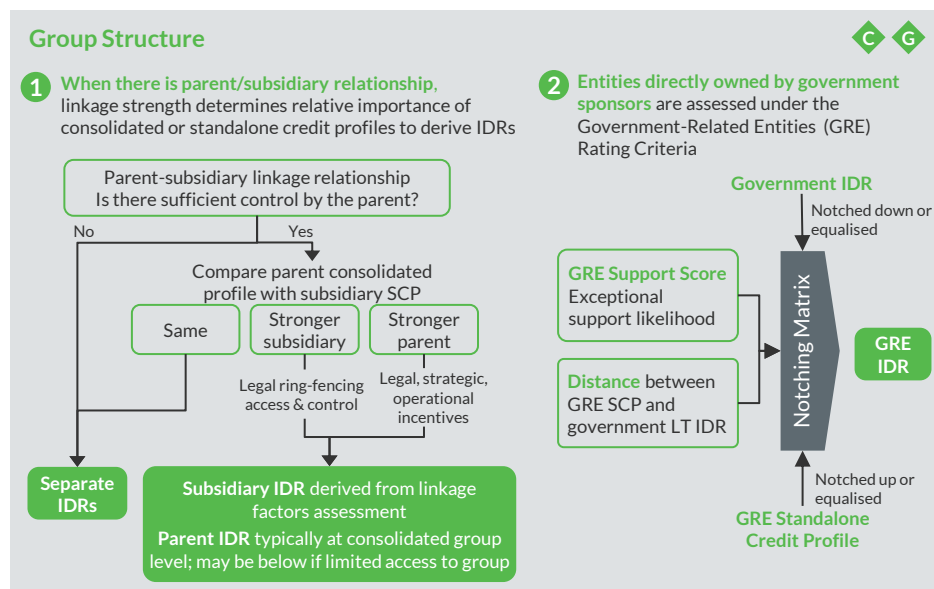 Group Structure
C G
1 When there is parent/subsidiary relationship,
linkage strength determines relative importance of
consolidated or standalone credit profiles to derive IDRs
Parent-subsidiary linkage relationship
Is there sufficient control by the parent?
No
Yes
Compare parent consolidated
profile with subsidiary SCP
Same
Stronger
subsidiary
Stronger
parent
Legal ring-fencing
access & control
Legal, strategic,
operational
incentives
Separate
IDRs
Subsidiary IDR derived from linkage
factors assessment
Parent IDR typically at consolidated group
level; may be below if limited access to group
2 Entities directly owned by government
sponsors are assessed under the
Government-Related Entities (GRE)
Rating Criteria
Government IDR
Notched down or
equalised
GRE Support Score
Exceptional
support likelihood
Distance between
GRE SCP and
government LT IDR
Notching Matrix
GRE
IDR
Notched up or
equalised
GRE Standalone
Credit Profile